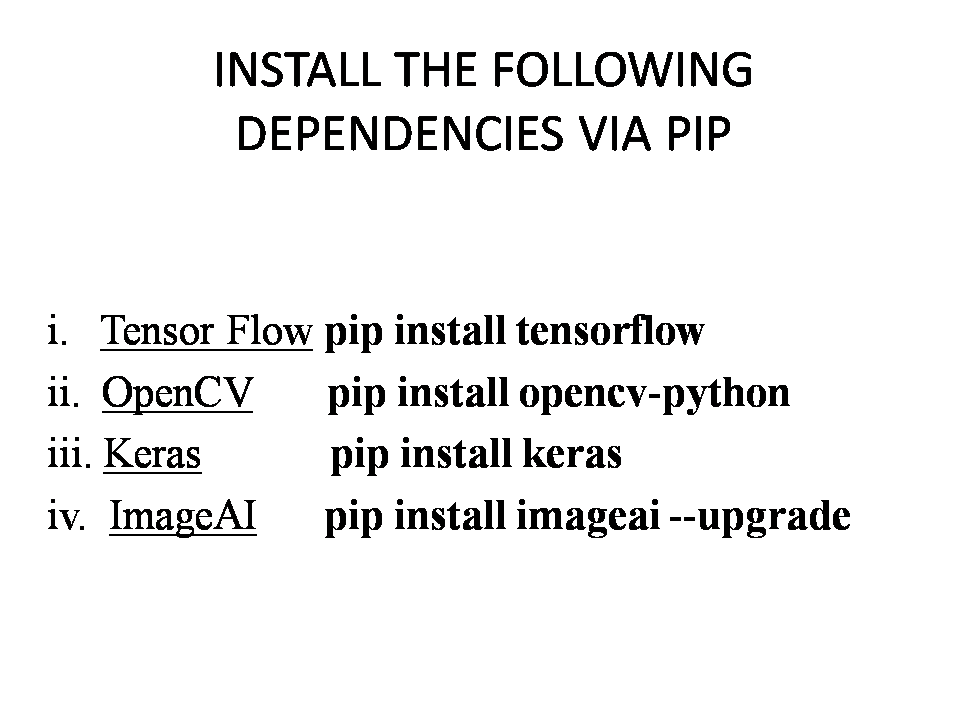 INSTALL THE FOLLOWING
DEPENDENCIES VIA PIP
i. Tensor Flow pip install tensorflow
ii. OpenCV pip install opencv-python
iii. Keras pip install keras
iv. ImageAI pip install imageai --upgrade